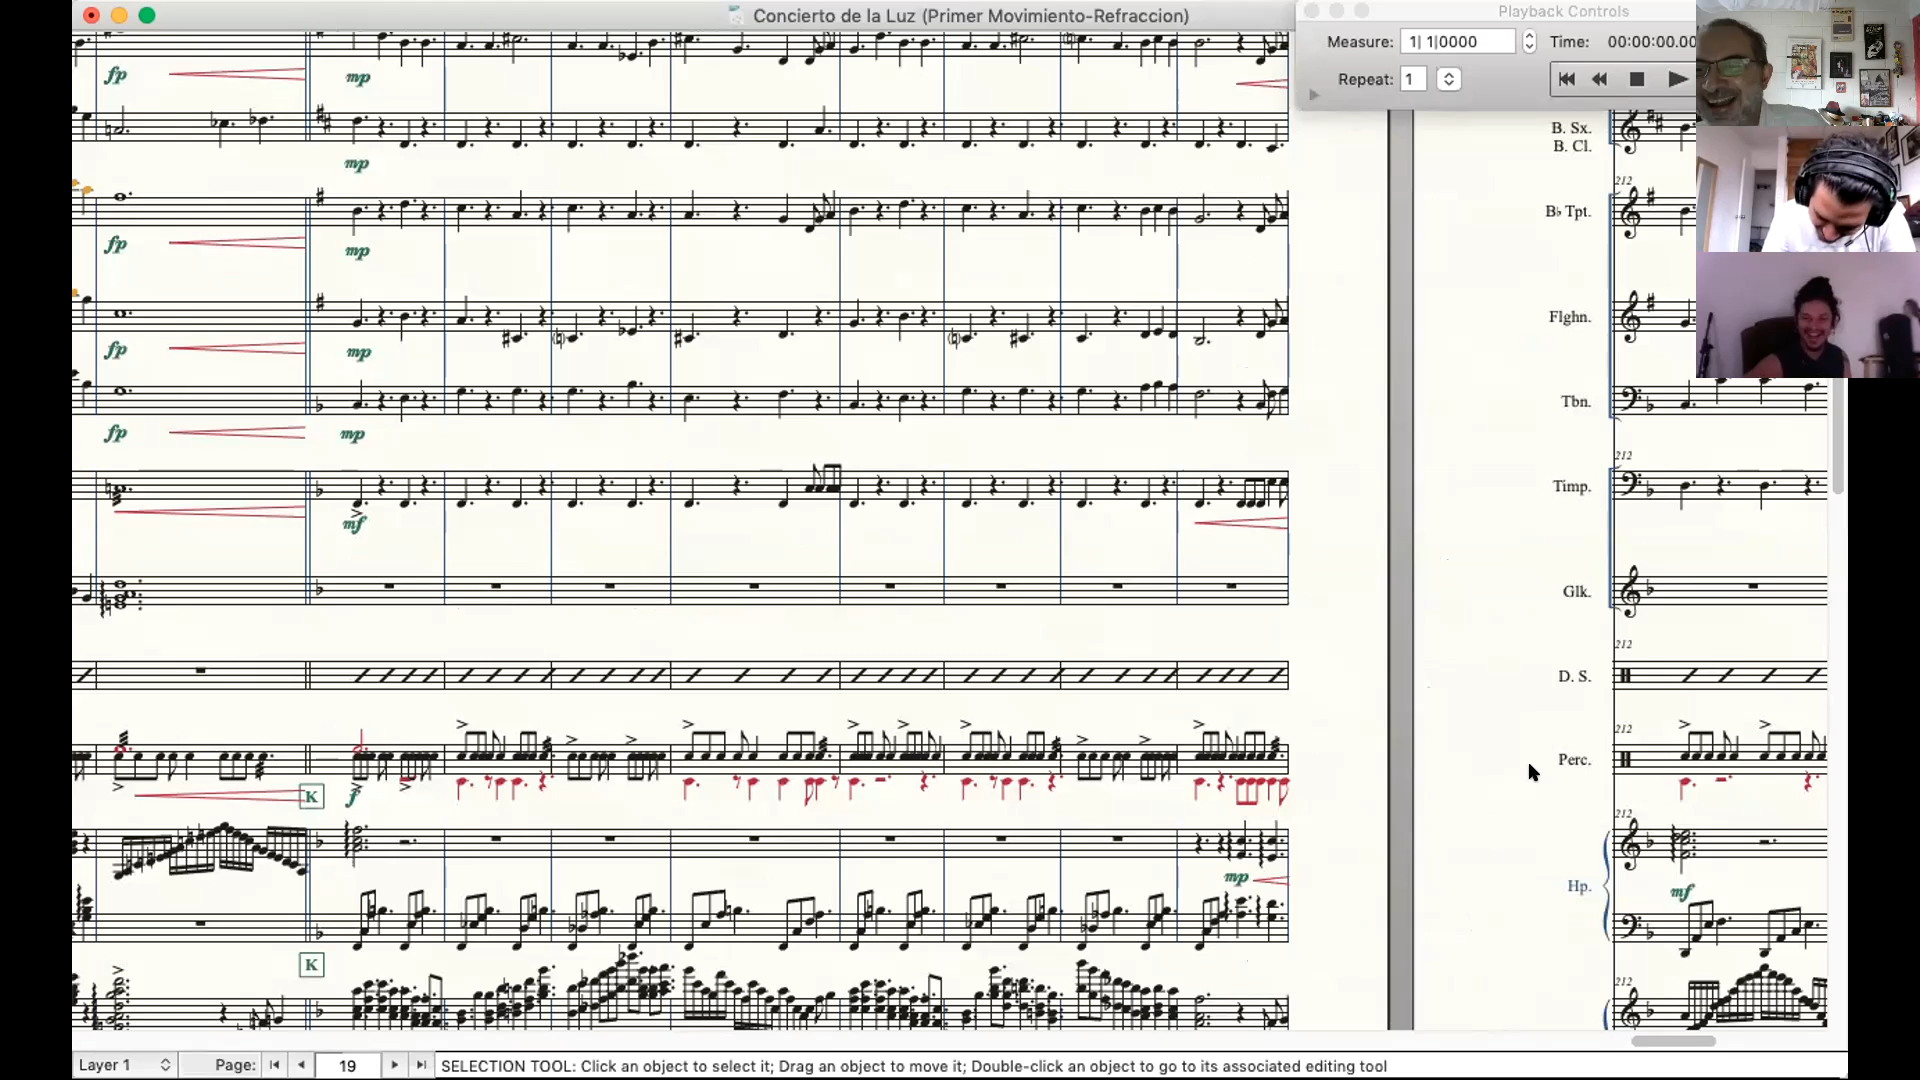 Concierto de la Luz (Primer Movimiento-Refraccion)
Playback Controls
Measure: 1| 1|0000 Time: 00:00:00.00
Repeat: 1
fp mp
mp
B. Sx.
B. Cl.
212
fp mp
B♭ Tpt.
fp mp
Flghn.
fp mp
Tbn.
212
mf
Timp.
Glk.
212
D. S.
212
Perc.
K f
212
mp
Hp.
mf
K
212
Layer 1 Page: 19 SELECTION TOOL: Click an object to select it; Drag an object to move it; Double-click an object to go to its associated editing tool